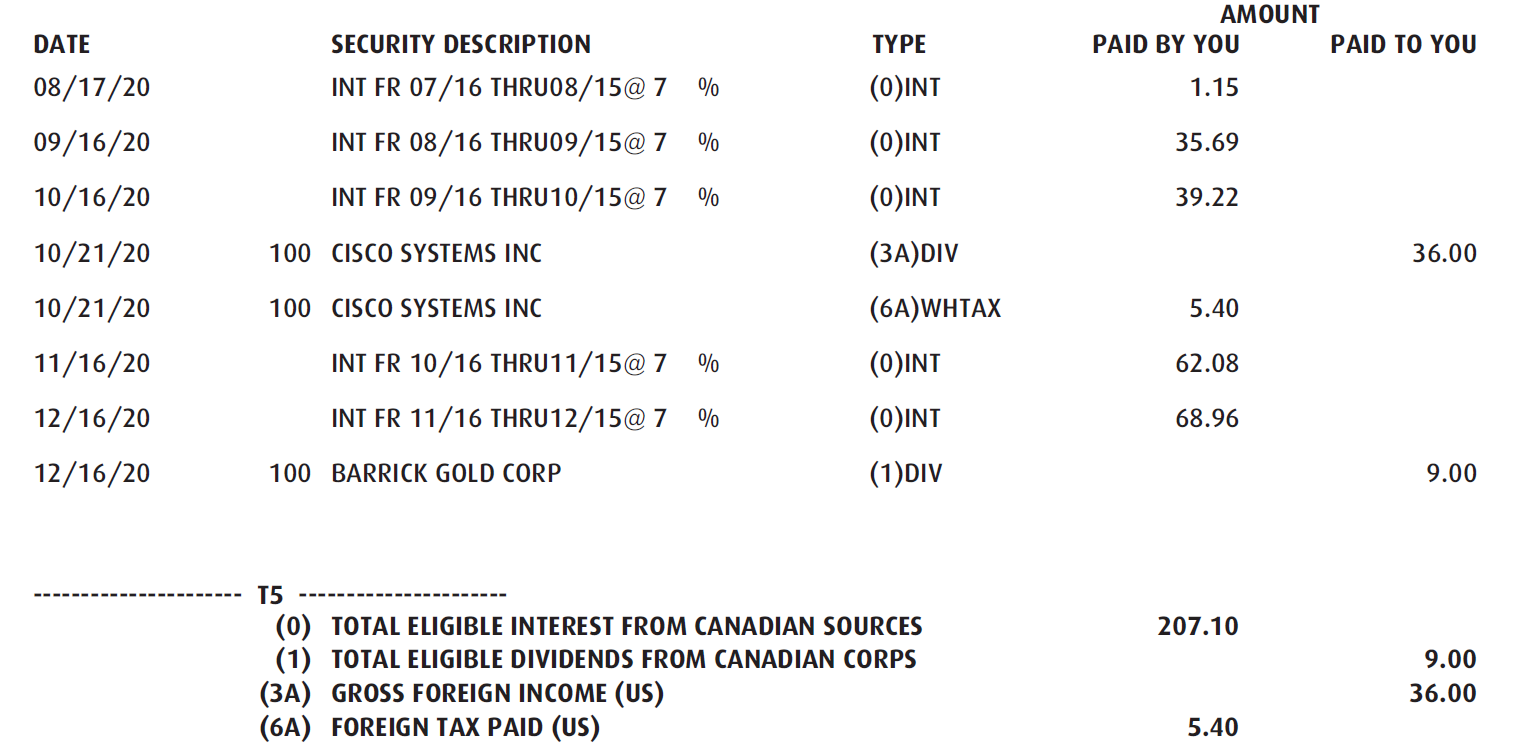 AMOUNT
DATE SECURITY DESCRIPTION TYPE PAID BY YOU PAID TO YOU
08/17/20 INT FR 07/16 THRU08/15@ 7 % (0)INT 1.15
09/16/20 INT FR 08/16 THRU09/15@ 7 % (0)INT 35.69
10/16/20 INT FR 09/16 THRU10/15@ 7 % (0)INT 39.22
10/21/20 100 CISCO SYSTEMS INC (3A)DIV 36.00
10/21/20 100 CISCO SYSTEMS INC (6A)WHTAX 5.40
11/16/20 INT FR 10/16 THRU11/15@ 7 % (0)INT 62.08
12/16/20 INT FR 11/16 THRU12/15@ 7 % (0)INT 68.96
12/16/20 100 BARRICK GOLD CORP (1)DIV 9.00
---------------------- T5 ----------------------
(0) TOTAL ELIGIBLE INTEREST FROM CANADIAN SOURCES 207.10
(1) TOTAL ELIGIBLE DIVIDENDS FROM CANADIAN CORPS 9.00
(3A) GROSS FOREIGN INCOME (US) 36.00
(6A) FOREIGN TAX PAID (US) 5.40